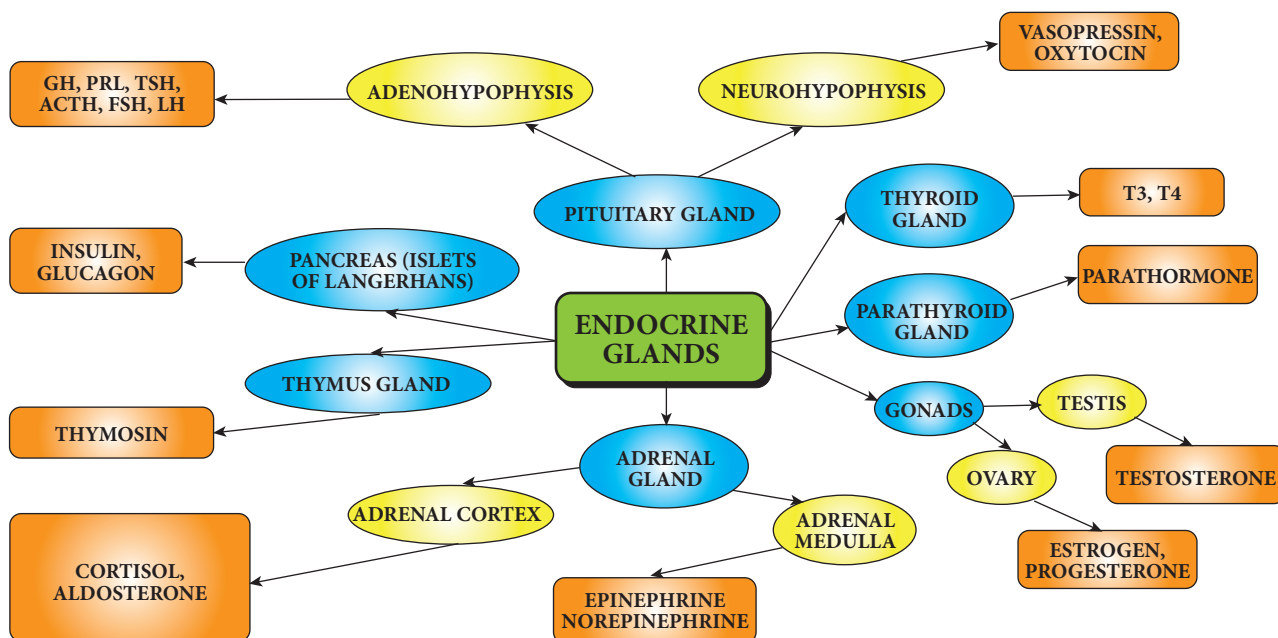 VASOPRESSIN,
OXYTOCIN
GH, PRL, TSH,
ACTH, FSH, LH
ADENOHYPOPHYSIS
NEUROHYPOPHYSIS
PITUITARY GLAND
THYROID
GLAND
T3, T4
INSULIN,
GLUCAGON
PANCREAS (ISLETS
OF LANGERHANS)
PARATHORMONE
PARATHYROID
GLAND
ENDOCRINE
GLANDS
THYMUS GLAND
GONADS
TESTIS
THYMOSIN
ADRENAL
GLAND
OVARY
TESTOSTERONE
ADRENAL CORTEX
ADRENAL
MEDULLA
ESTROGEN,
PROGESTERONE
CORTISOL,
ALDOSTERONE
EPINEPHRINE
NOREPINEPHRINE